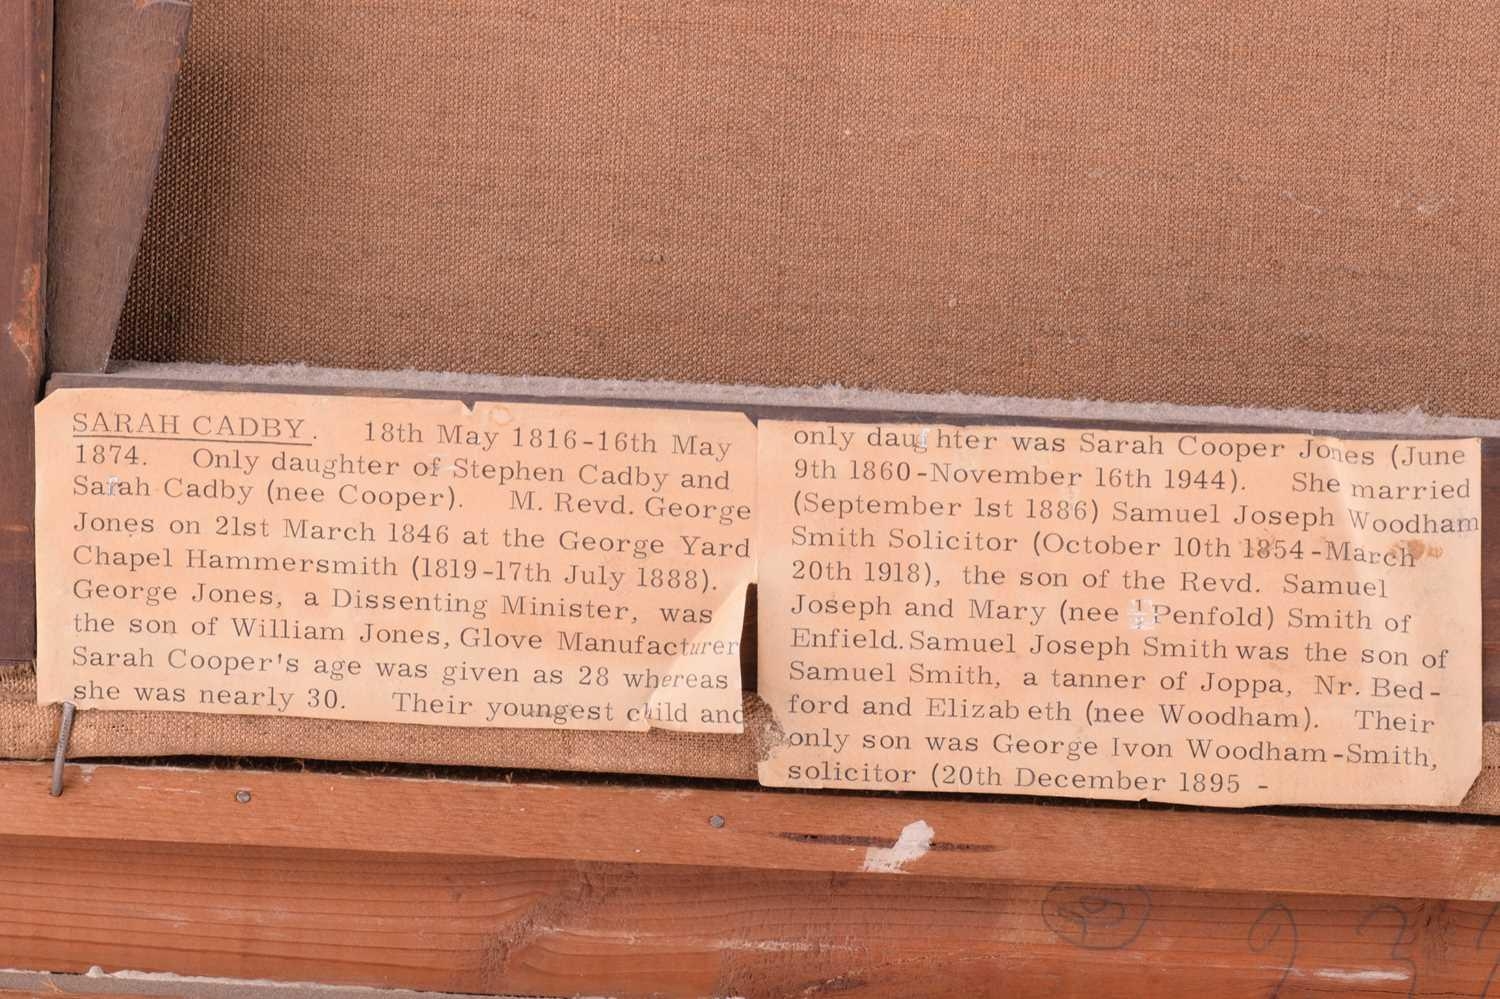 SARAH CADBY. 18th May 1816-16th May
1874. Only daughter of Stephen Cadby and
Sarah Cadby (nee Cooper). M. Revd. George
Jones on 21st March 1846 at the George Yard
Chapel Hammersmith (1819-17th July 1888).
George Jones, a Dissenting Minister, was
the son of William Jones, Glove Manufacturer
Sarah Cooper's age was given as 28 whereas
she was nearly 30. Their youngest child and
only daughter was Sarah Cooper Jones (June
9th 1860-November 16th 1944). She married
(September 1st 1886) Samuel Joseph Woodham
Smith Solicitor (October 10th 1854-March
20th 1918), the son of the Revd. Samuel
Joseph and Mary (nee Penfold) Smith of
Enfield. Samuel Joseph Smith was the son of
Samuel Smith, a tanner of Joppa, Nr. Bed-
ford and Elizab eth (nee Woodham). Their
only son was George Ivon Woodham-Smith,
solicitor (20th December 1895 -